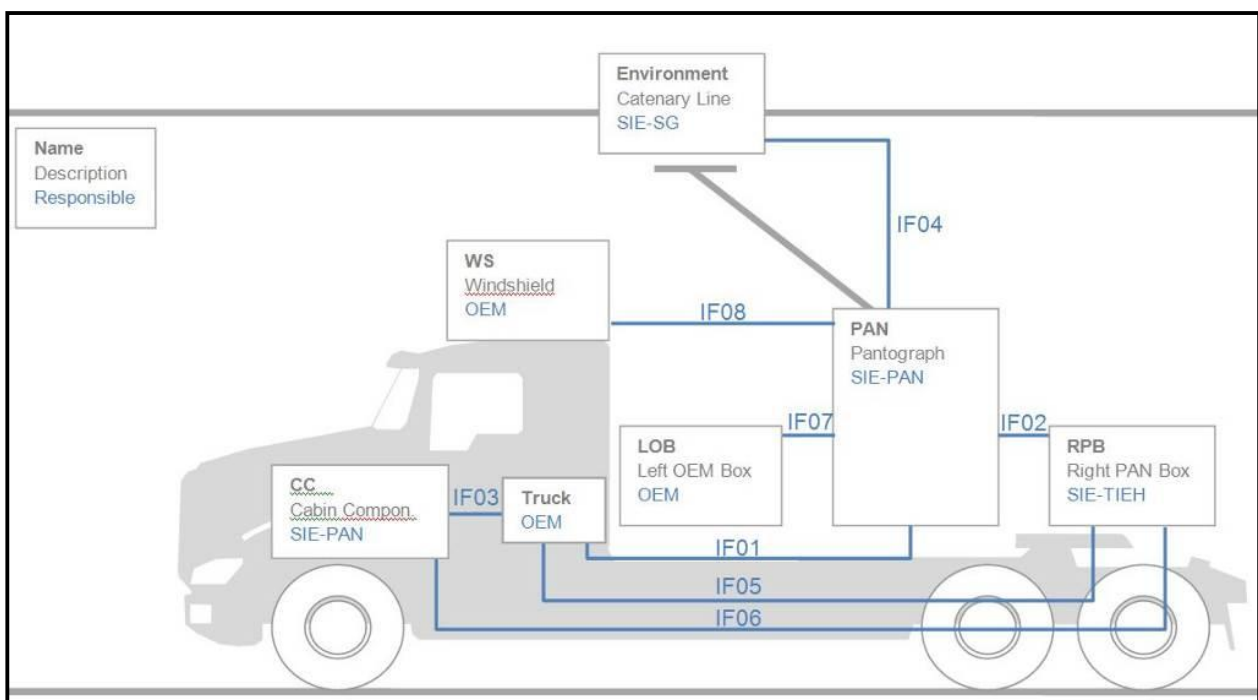 Environment
Catenary Line
SIE-SG
Name
Description
Responsible
IF04
WS
Windshield
OEM
IF08
PAN
Pantograph
SIE-PAN
IF07
IF02
LOB
Left OEM Box
OEM
RPB
Right PAN Box
SIE-TIEH
CC
Cabin Compon.
SIE-PAN
IF03
Truck
OEM
IF01
IF05
IF06